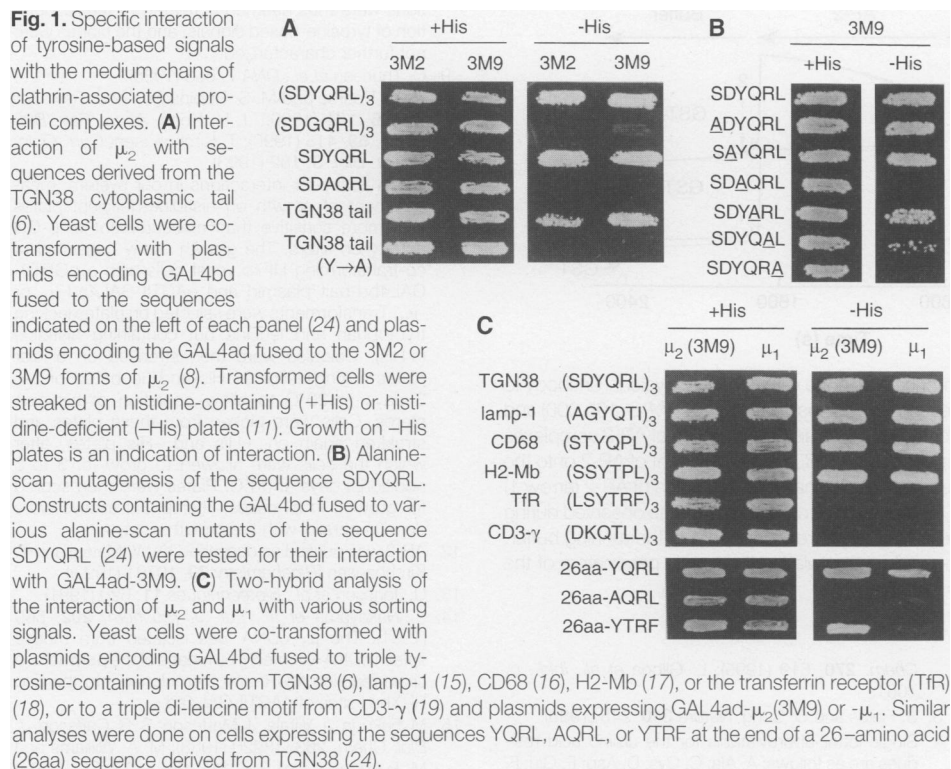 Fig. 1. Specific interaction
of tyrosine-based signals
with the medium chains of
clathrin-associated pro-
tein complexes. (A) Inter-
action of μ2 with se-
quences derived from the
TGN38 cytoplasmic tail
(6). Yeast cells were co-
transformed with plas-
mids encoding GAL4bd
fused to the sequences
indicated on the left of each panel (24) and plas-
mids encoding the GAL4ad fused to the 3M2 or
3M9 forms of μ2 (8). Transformed cells were
streaked on histidine-containing (+His) or histi-
dine-deficient (–His) plates (11). Growth on –His
plates is an indication of interaction. (B) Alanine-
scan mutagenesis of the sequence SDYQRL.
Constructs containing the GAL4bd fused to var-
ious alanine-scan mutants of the sequence
SDYQRL (24) were tested for their interaction
with GAL4ad-3M9. (C) Two-hybrid analysis of
the interaction of μ2 and μ1 with various sorting
signals. Yeast cells were co-transformed with
plasmids encoding GAL4bd fused to triple ty-
rosine-containing motifs from TGN38 (6), lamp-1 (15), CD68 (16), H2-Mb (17), or the transferrin receptor (TfR)
(18), or to a triple di-leucine motif from CD3-γ (19) and plasmids expressing GAL4ad-μ2(3M9) or -μ1. Similar
analyses were done on cells expressing the sequences YQRL, AQRL, or YTRF at the end of a 26–amino acid
(26aa) sequence derived from TGN38 (24).
A
+His -His
3M2 3M9 3M2 3M9
(SDYQRL)3
(SDGQRL)3
SDYQRL
SDAQRL
TGN38 tail
TGN38 tail
(Y→A)
B
3M9
+His -His
SDYQRL
ADYQRL
SAYQRL
SDAQRL
SDYARL
SDYQAL
SDYQRA
C
+His -His
μ2 (3M9) μ1 μ2 (3M9) μ1
TGN38 (SDYQRL)3
lamp-1 (AGYQTI)3
CD68 (STYQPL)3
H2-Mb (SSYTPL)3
TfR (LSYTRF)3
CD3-γ (DKQTLL)3
26aa-YQRL
26aa-AQRL
26aa-YTRF